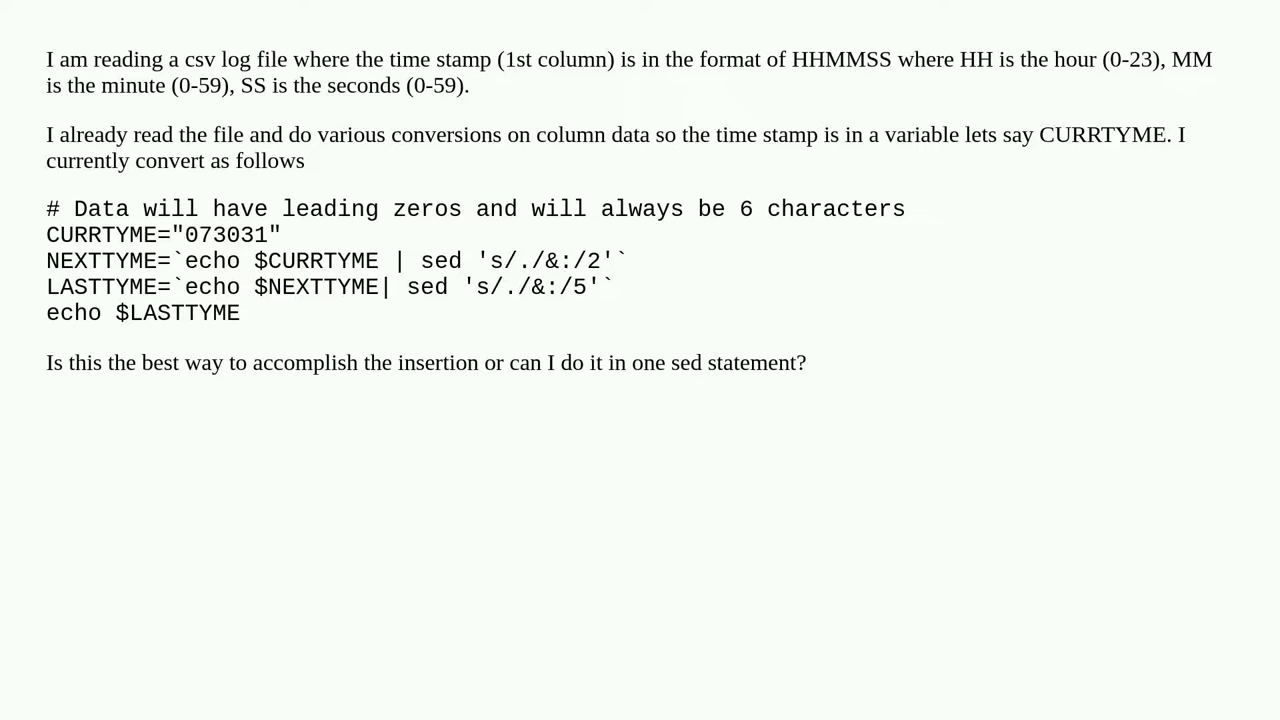 I am reading a csv log file where the time stamp (1st column) is in the format of HHMMSS where HH is the hour (0-23), MM
is the minute (0-59), SS is the seconds (0-59).
I already read the file and do various conversions on column data so the time stamp is in a variable lets say CURRTYME. I
currently convert as follows
# Data will have leading zeros and will always be 6 characters
CURRTYME="073031"
NEXTTYME=`echo $CURRTYME | sed 's/./&:/2'`
LASTTYME=`echo $NEXTTYME| sed 's/./&:/5'`
echo $LASTTYME
Is this the best way to accomplish the insertion or can I do it in one sed statement?